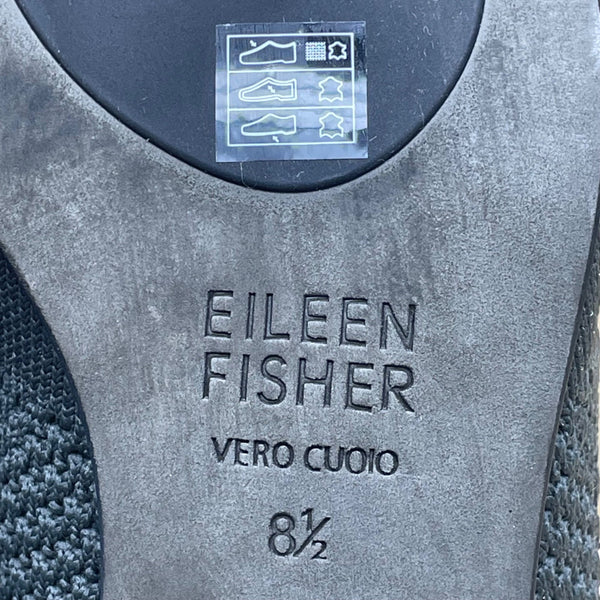 EILEEN
FISHER
VERO CUOIO
8½